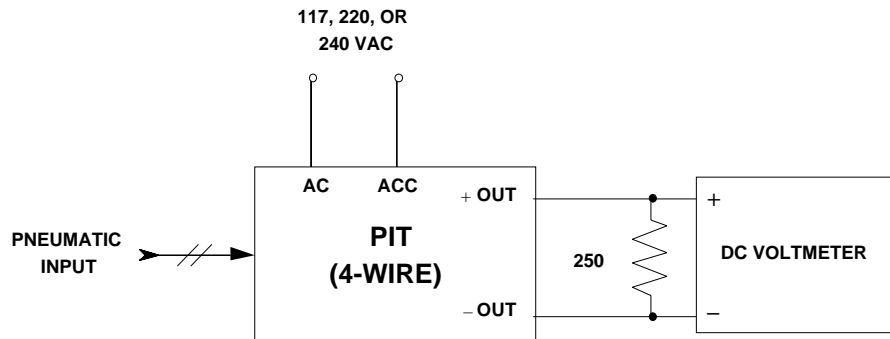 117, 220, OR
240 VAC
AC
ACC
+ OUT
PNEUMATIC
INPUT
PIT
(4-WIRE)
250
+
DC VOLTMETER
− OUT
−